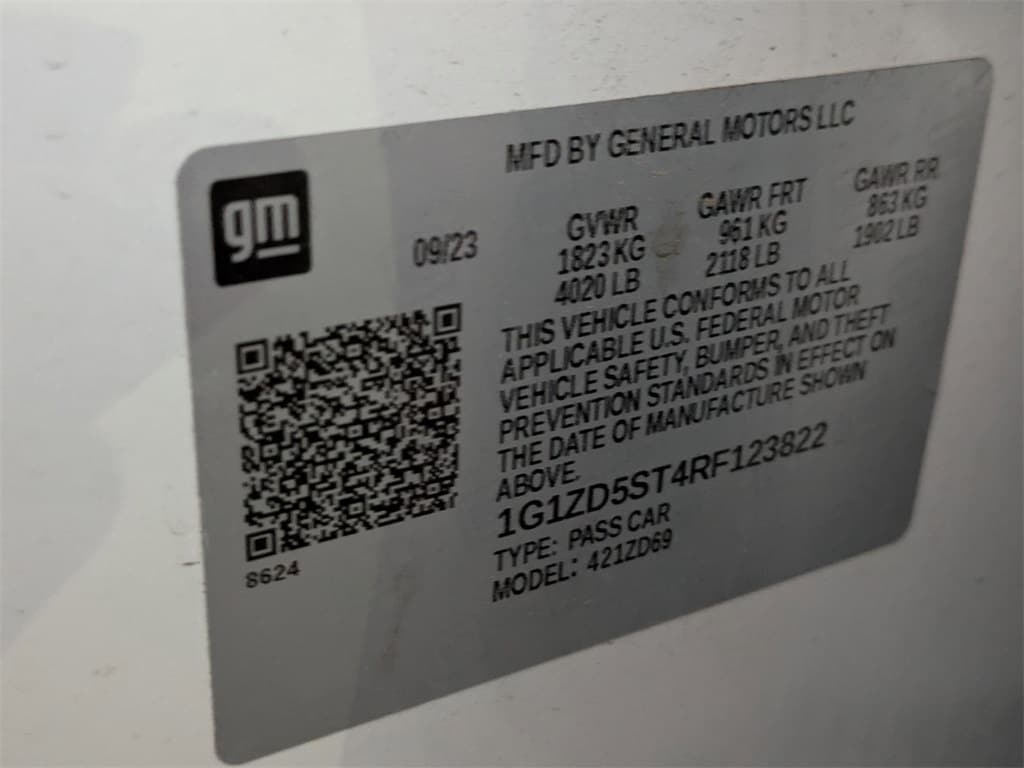 MFD BY GENERAL MOTORS LLC
gm
09/23
GVWR GAWR FRT GAWR RR
1823 KG 961 KG 863 KG
4020 LB 2118 LB 1902 LB
THIS VEHICLE CONFORMS TO ALL
APPLICABLE U.S. FEDERAL MOTOR
VEHICLE SAFETY, BUMPER, AND THEFT
PREVENTION STANDARDS IN EFFECT ON
THE DATE OF MANUFACTURE SHOWN
ABOVE.
1G1ZD5ST4RF123822
TYPE: PASS CAR
MODEL: 421ZD69
8624